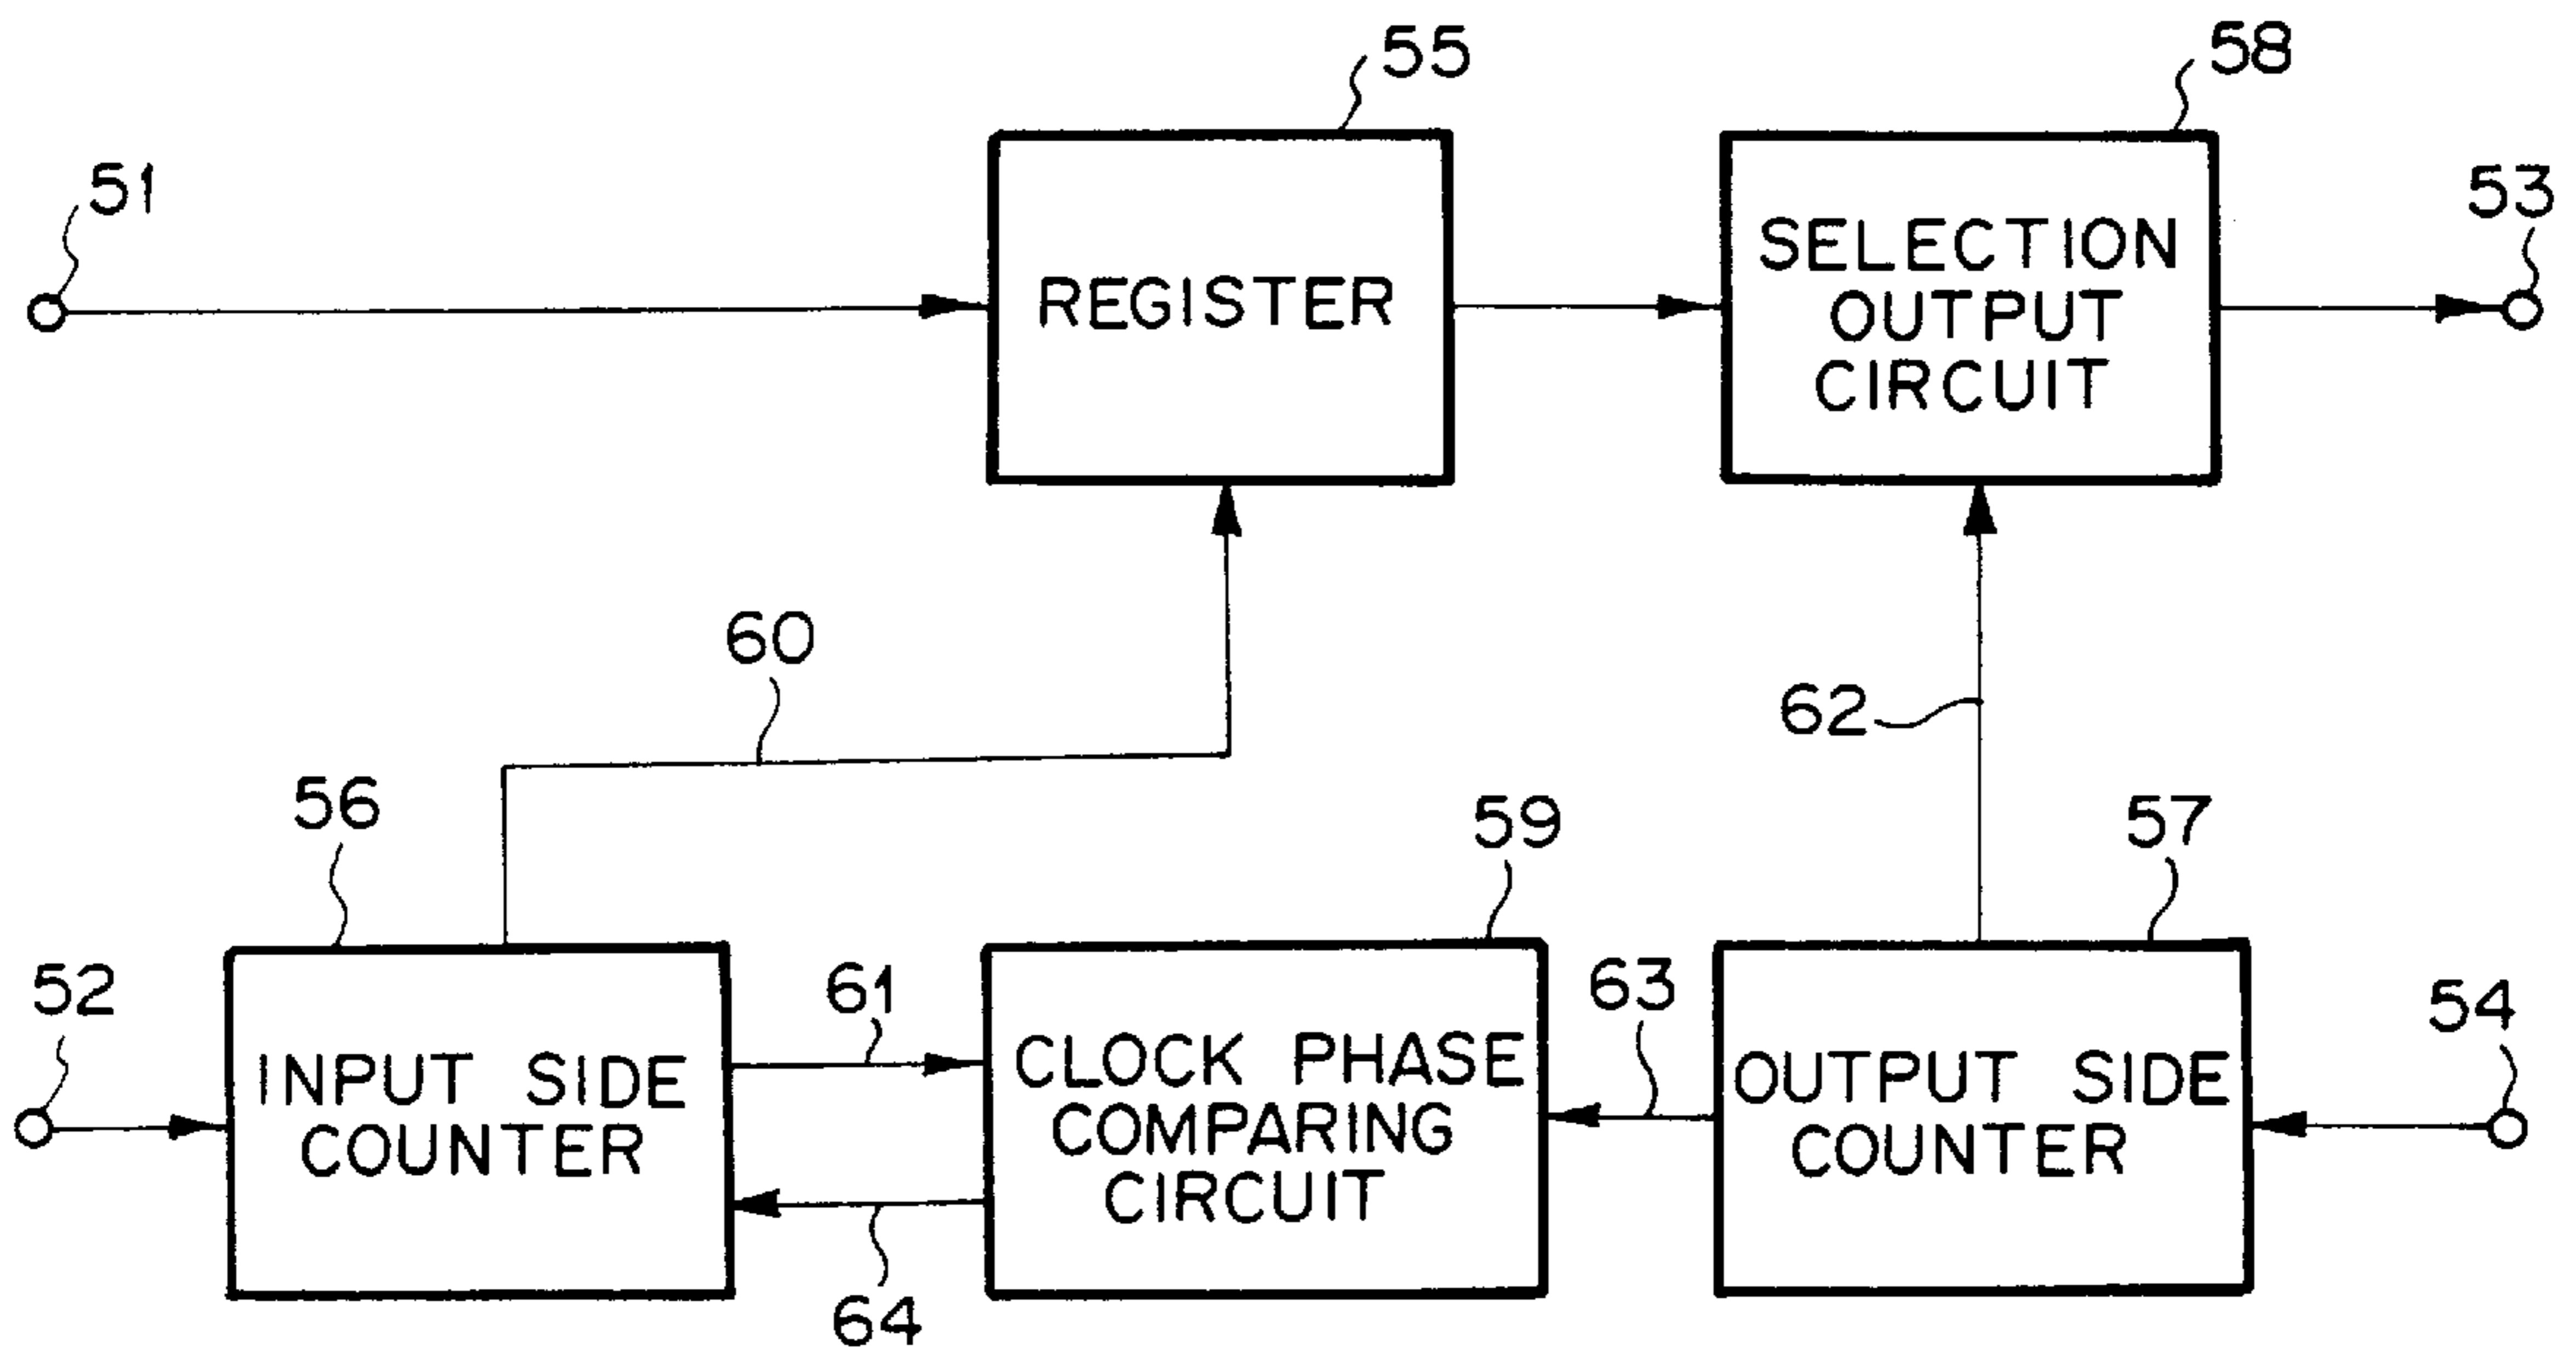 55
58
51
53
REGISTER
SELECTION
OUTPUT
CIRCUIT
60
62
56
59
57
52
61
63
54
INPUT SIDE
COUNTER
CLOCK PHASE
COMPARING
CIRCUIT
OUTPUT SIDE
COUNTER
64